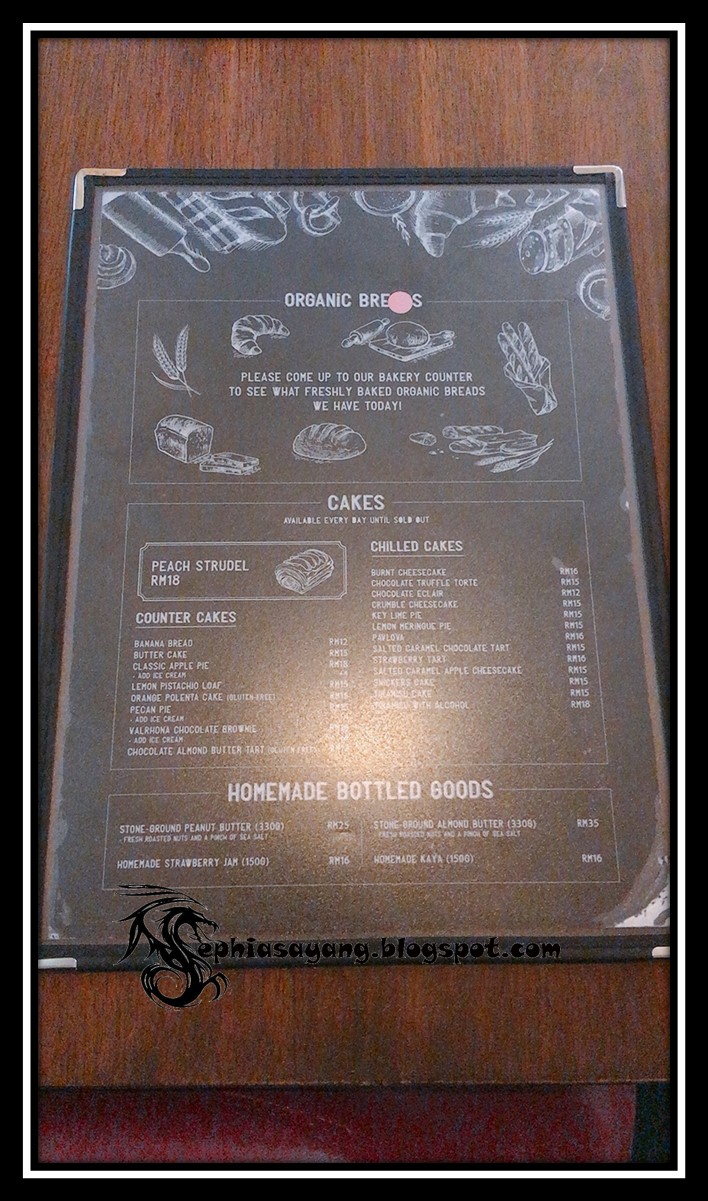 ORGANIC BRE S
PLEASE COME UP TO OUR BAKERY COUNTER
TO SEE WHAT FRESHLY BAKED ORGANIC BREADS
WE HAVE TODAY!
CAKES
AVAILABLE EVERY DAY UNTIL SOLD OUT
PEACH STRUDEL
RM18
COUNTER CAKES
BANANA BREAD RM12
BUTTER CAKE RM15
CLASSIC APPLE PIE RM18
- ADD ICE CREAM
LEMON PISTACHIO LOAF RM15
ORANGE POLENTA CAKE (GLUTEN-FREE)
PECAN PIE
- ADD ICE CREAM
VALRHONA CHOCOLATE BROWNIE
- ADD ICE CREAM
CHOCOLATE ALMOND BUTTER TART (GLUTEN-FREE)
CHILLED CAKES
BURNT CHEESECAKE RM16
CHOCOLATE TRUFFLE TORTE RM15
CHOCOLATE ECLAIR RM12
CRUMBLE CHEESECAKE RM15
KEY LIME PIE RM15
LEMON MERINGUE PIE RM15
PAVLOVA RM16
SALTED CARAMEL CHOCOLATE TART RM15
STRAWBERRY TART RM16
SALTED CARAMEL APPLE CHEESECAKE RM15
SNICKERS CAKE RM15
TIRAMISU CAKE RM15
TIRAMISU WITH ALCOHOL RM18
HOMEMADE BOTTLED GOODS
STONE-GROUND PEANUT BUTTER (330G) RM25
- FRESH ROASTED NUTS AND A PINCH OF SEA SALT
HOMEMADE STRAWBERRY JAM (150G) RM16
STONE-GROUND ALMOND BUTTER (330G) RM35
- FRESH ROASTED NUTS AND A PINCH OF SEA SALT
HOMEMADE KAYA (150G) RM16
Sephiasayang.blogspot.com